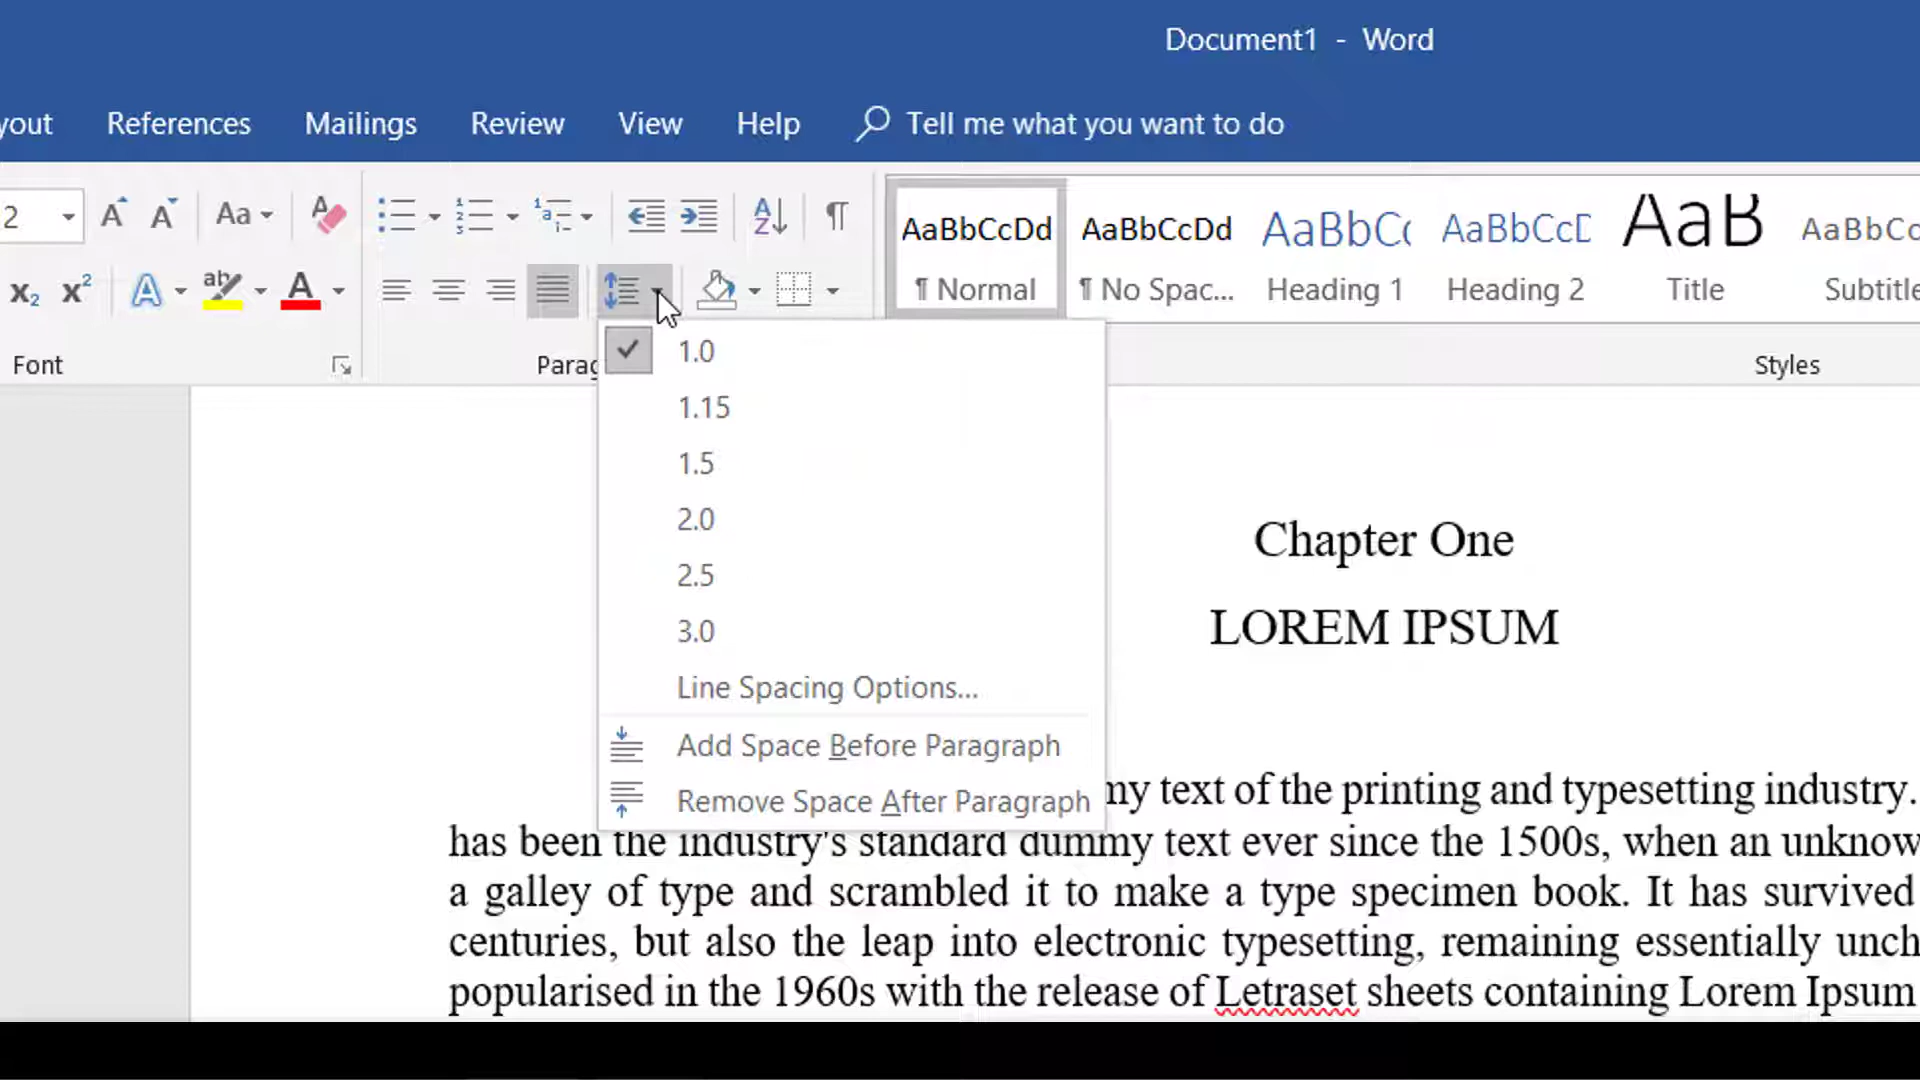 Document1 - Word
yout References Mailings Review View Help Tell me what you want to do
2 Aa
AaBbCcDd AaBbCcDd AaBbC AaBbCcD AaB AaBbCc
¶ Normal ¶ No Spac... Heading 1 Heading 2 Title Subtitle
Font Parag Styles
1.0
1.15
1.5
2.0
2.5
3.0
Line Spacing Options...
Add Space Before Paragraph
Remove Space After Paragraph
Chapter One
LOREM IPSUM
my text of the printing and typesetting industry.
has been the industry's standard dummy text ever since the 1500s, when an unknow
a galley of type and scrambled it to make a type specimen book. It has survived
centuries, but also the leap into electronic typesetting, remaining essentially unch
popularised in the 1960s with the release of Letraset sheets containing Lorem Ipsum